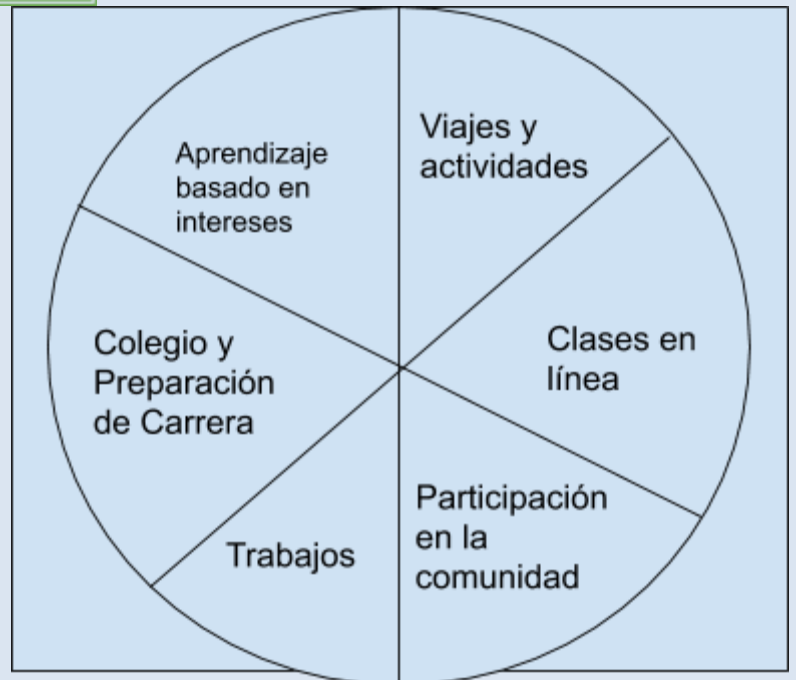 Viajes y
actividades
Aprendizaje
basado en
intereses
Clases en
línea
Colegio y
Preparación
de Carrera
Participación
en la
comunidad
Trabajos